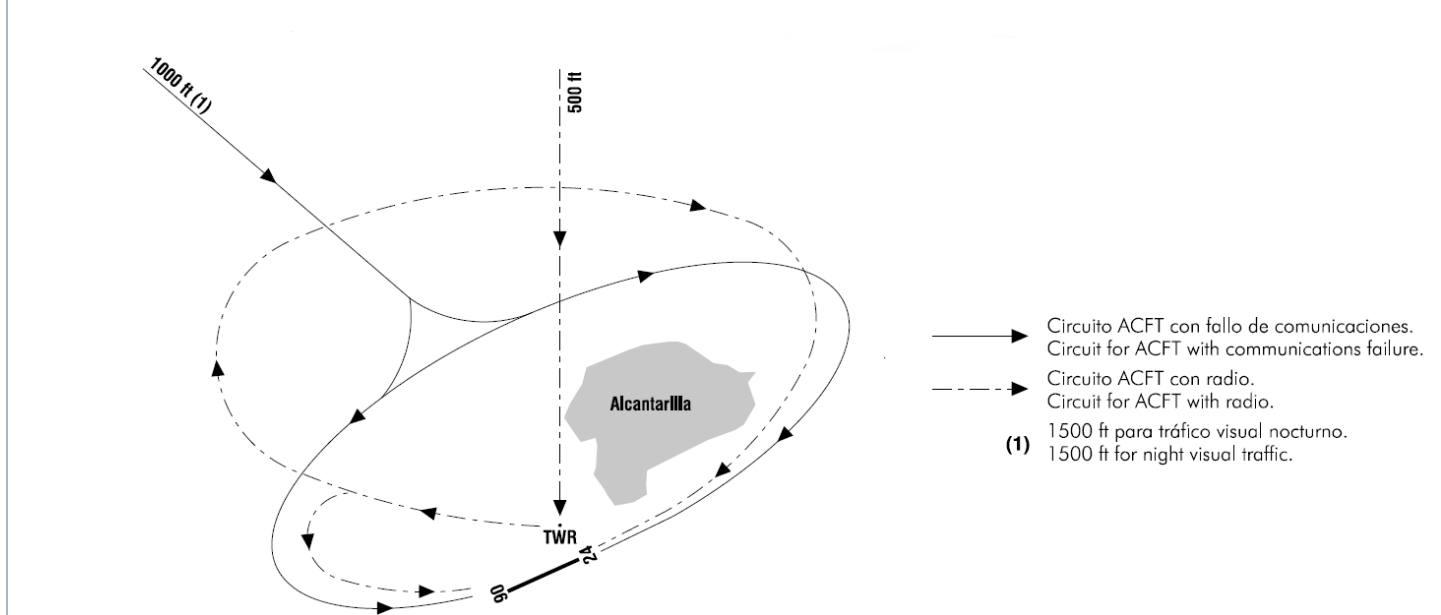 1000 ft (1)
500 ft
Alcantarilla
TWR
24
06
Circuito ACFT con fallo de comunicaciones.
Circuit for ACFT with communications failure.
Circuito ACFT con radio.
Circuit for ACFT with radio.
(1) 1500 ft para tráfico visual nocturno.
1500 ft for night visual traffic.